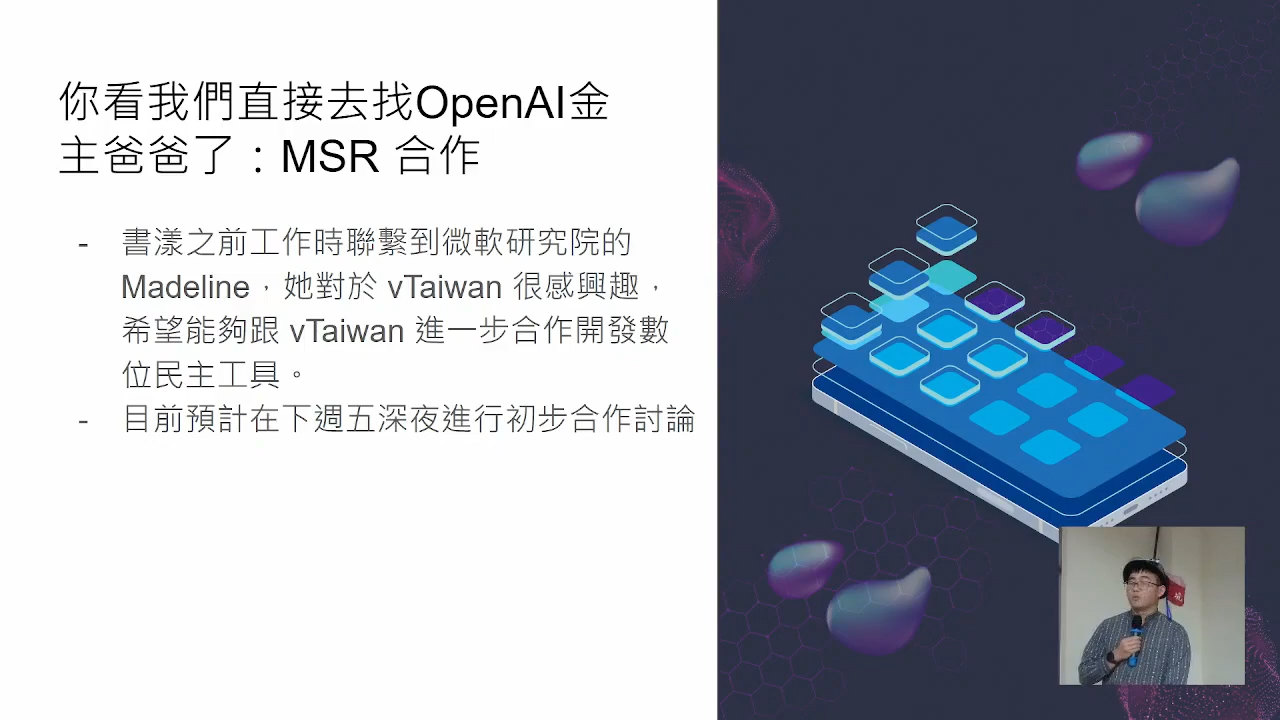 你看我們直接去找OpenAI金
主爸爸了：MSR 合作
- 書漾之前工作時聯繫到微軟研究院的
Madeline，她對於 vTaiwan 很感興趣，
希望能夠跟 vTaiwan 進一步合作開發數
位民主工具。
- 目前預計在下週五深夜進行初步合作討論